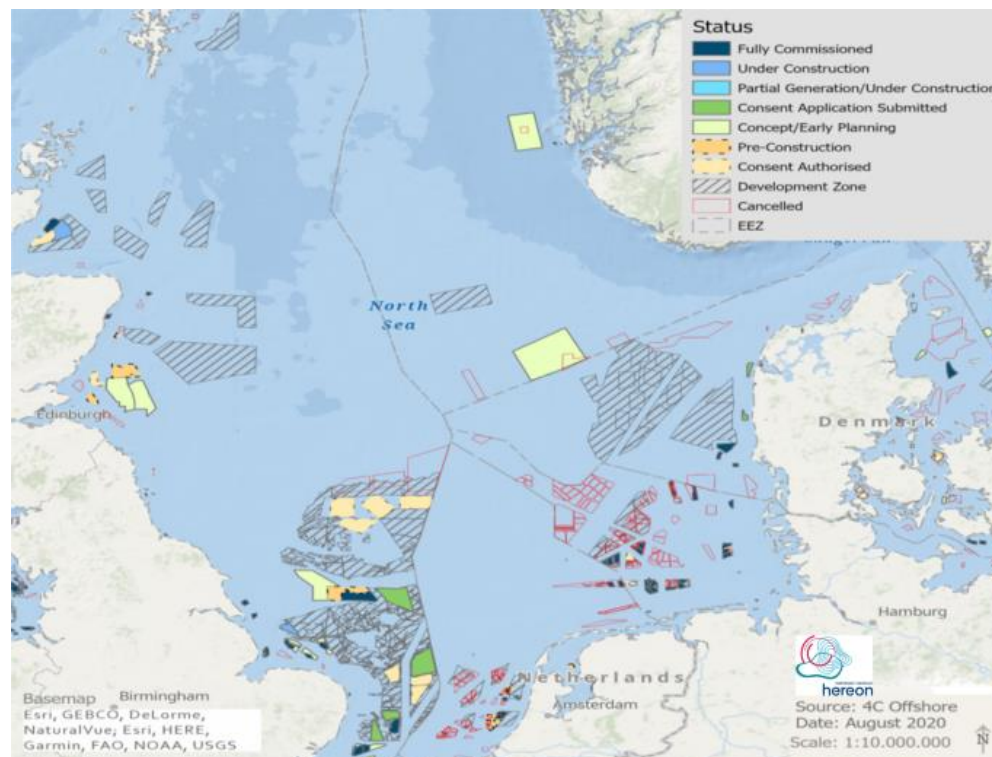 Status
Fully Commissioned
Under Construction
Partial Generation/Under Construction
Consent Application Submitted
Concept/Early Planning
Pre-Construction
Consent Authorised
Development Zone
Cancelled
EEZ
North
Sea
Edinburgh
Denmark
Hamburg
Netherlands
Amsterdam
Basemap Birmingham
Esri, GEBCO, DeLorme,
NaturalVue; Esri, HERE,
Garmin, FAO, NOAA, USGS
hereon
Source: 4C Offshore
Date: August 2020
Scale: 1:10.000.000
N